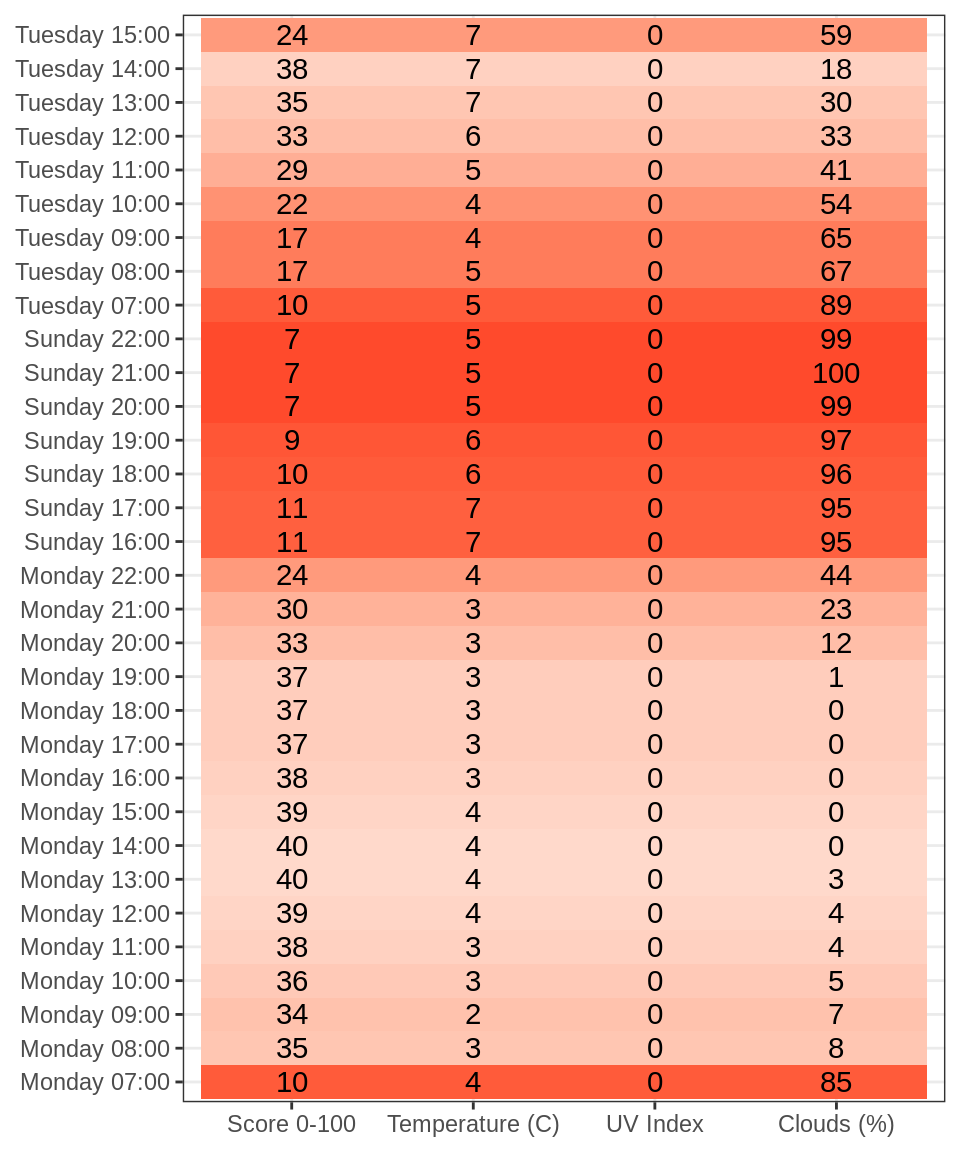 Tuesday 15:00 24 7 0 59
Tuesday 14:00 38 7 0 18
Tuesday 13:00 35 7 0 30
Tuesday 12:00 33 6 0 33
Tuesday 11:00 29 5 0 41
Tuesday 10:00 22 4 0 54
Tuesday 09:00 17 4 0 65
Tuesday 08:00 17 5 0 67
Tuesday 07:00 10 5 0 89
Sunday 22:00 7 5 0 99
Sunday 21:00 7 5 0 100
Sunday 20:00 7 5 0 99
Sunday 19:00 9 6 0 97
Sunday 18:00 10 6 0 96
Sunday 17:00 11 7 0 95
Sunday 16:00 11 7 0 95
Monday 22:00 24 4 0 44
Monday 21:00 30 3 0 23
Monday 20:00 33 3 0 12
Monday 19:00 37 3 0 1
Monday 18:00 37 3 0 0
Monday 17:00 37 3 0 0
Monday 16:00 38 3 0 0
Monday 15:00 39 4 0 0
Monday 14:00 40 4 0 0
Monday 13:00 40 4 0 3
Monday 12:00 39 4 0 4
Monday 11:00 38 3 0 4
Monday 10:00 36 3 0 5
Monday 09:00 34 2 0 7
Monday 08:00 35 3 0 8
Monday 07:00 10 4 0 85
Score 0-100 Temperature (C) UV Index Clouds (%)